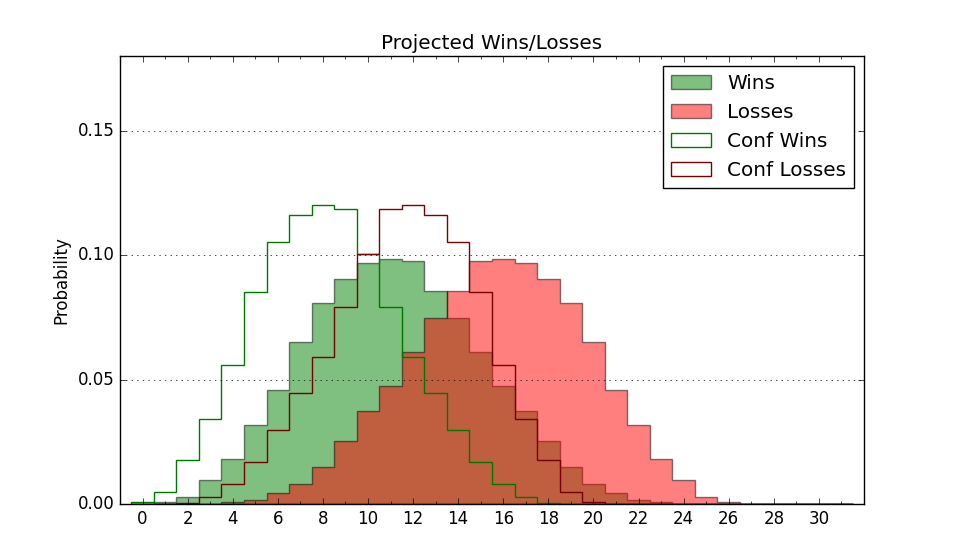 Projected Wins/Losses
Wins
Losses
Conf Wins
Conf Losses
Probability
0.15
0.10
0.05
0.00
0 2 4 6 8 10 12 14 16 18 20 22 24 26 28 30